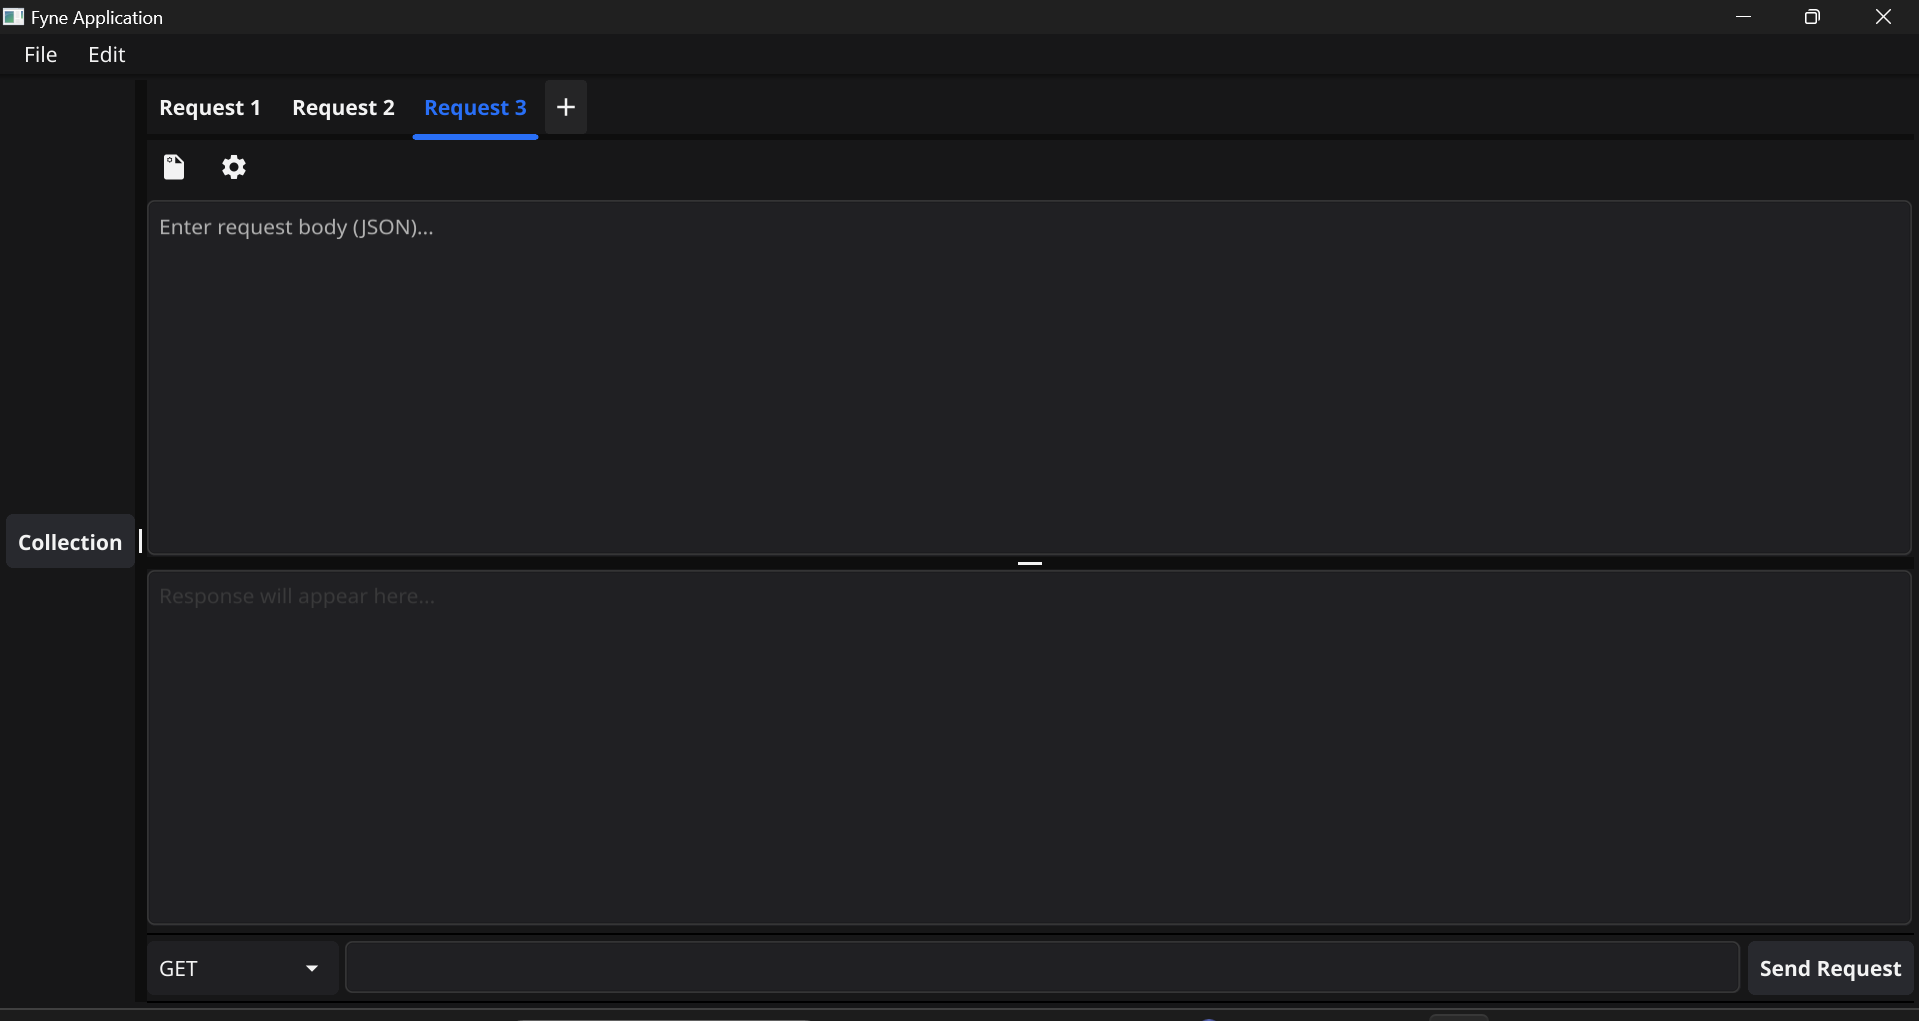 Fyne Application
File Edit
Request 1 Request 2 Request 3 +
Enter request body (JSON)...
Collection
Response will appear here...
GET
Send Request